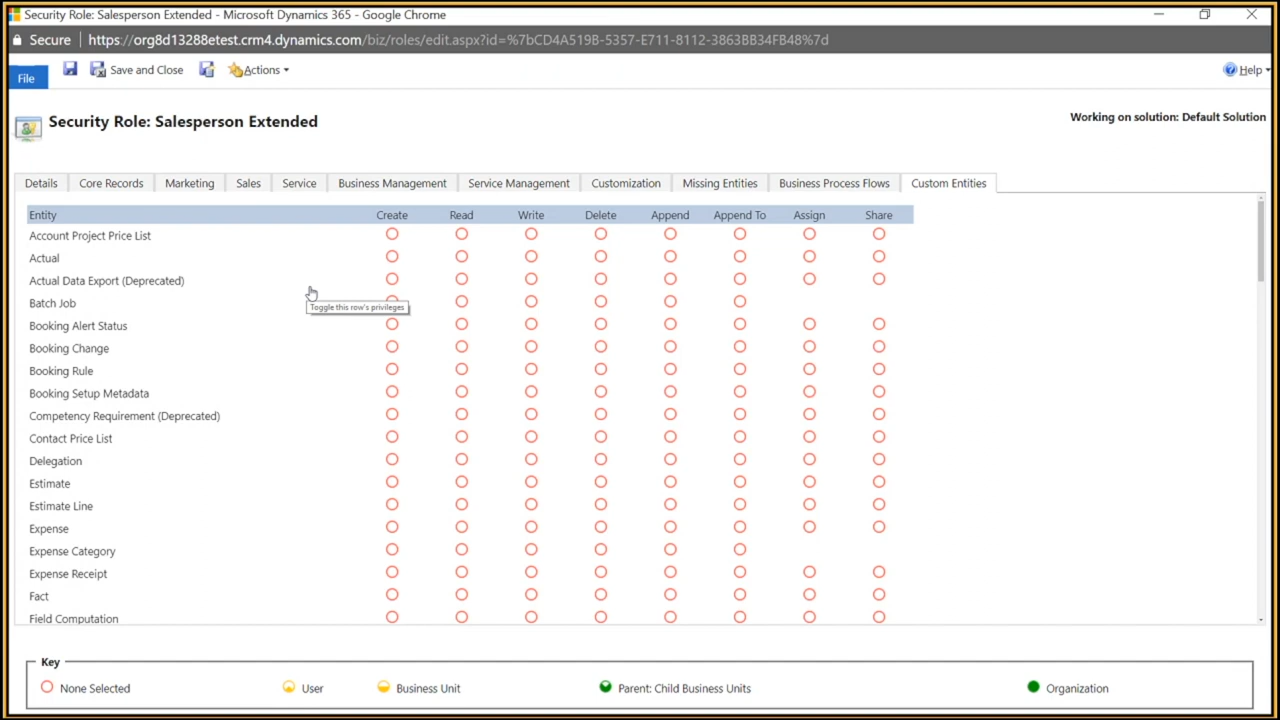 Security Role: Salesperson Extended - Microsoft Dynamics 365 - Google Chrome
Secure https://org8d13288etest.crm4.dynamics.com/biz/roles/edit.aspx?id=%7bCD4A519B-5357-E711-8112-3863BB34FB48%7d
File Save and Close Actions Help
Security Role: Salesperson Extended
Working on solution: Default Solution
Details Core Records Marketing Sales Service Business Management Service Management Customization Missing Entities Business Process Flows Custom Entities
Entity Create Read Write Delete Append Append To Assign Share
Account Project Price List
Actual
Actual Data Export (Deprecated)
Batch Job
Toggle this row's privileges
Booking Alert Status
Booking Change
Booking Rule
Booking Setup Metadata
Competency Requirement (Deprecated)
Contact Price List
Delegation
Estimate
Estimate Line
Expense
Expense Category
Expense Receipt
Fact
Field Computation
Key
None Selected User Business Unit Parent: Child Business Units Organization